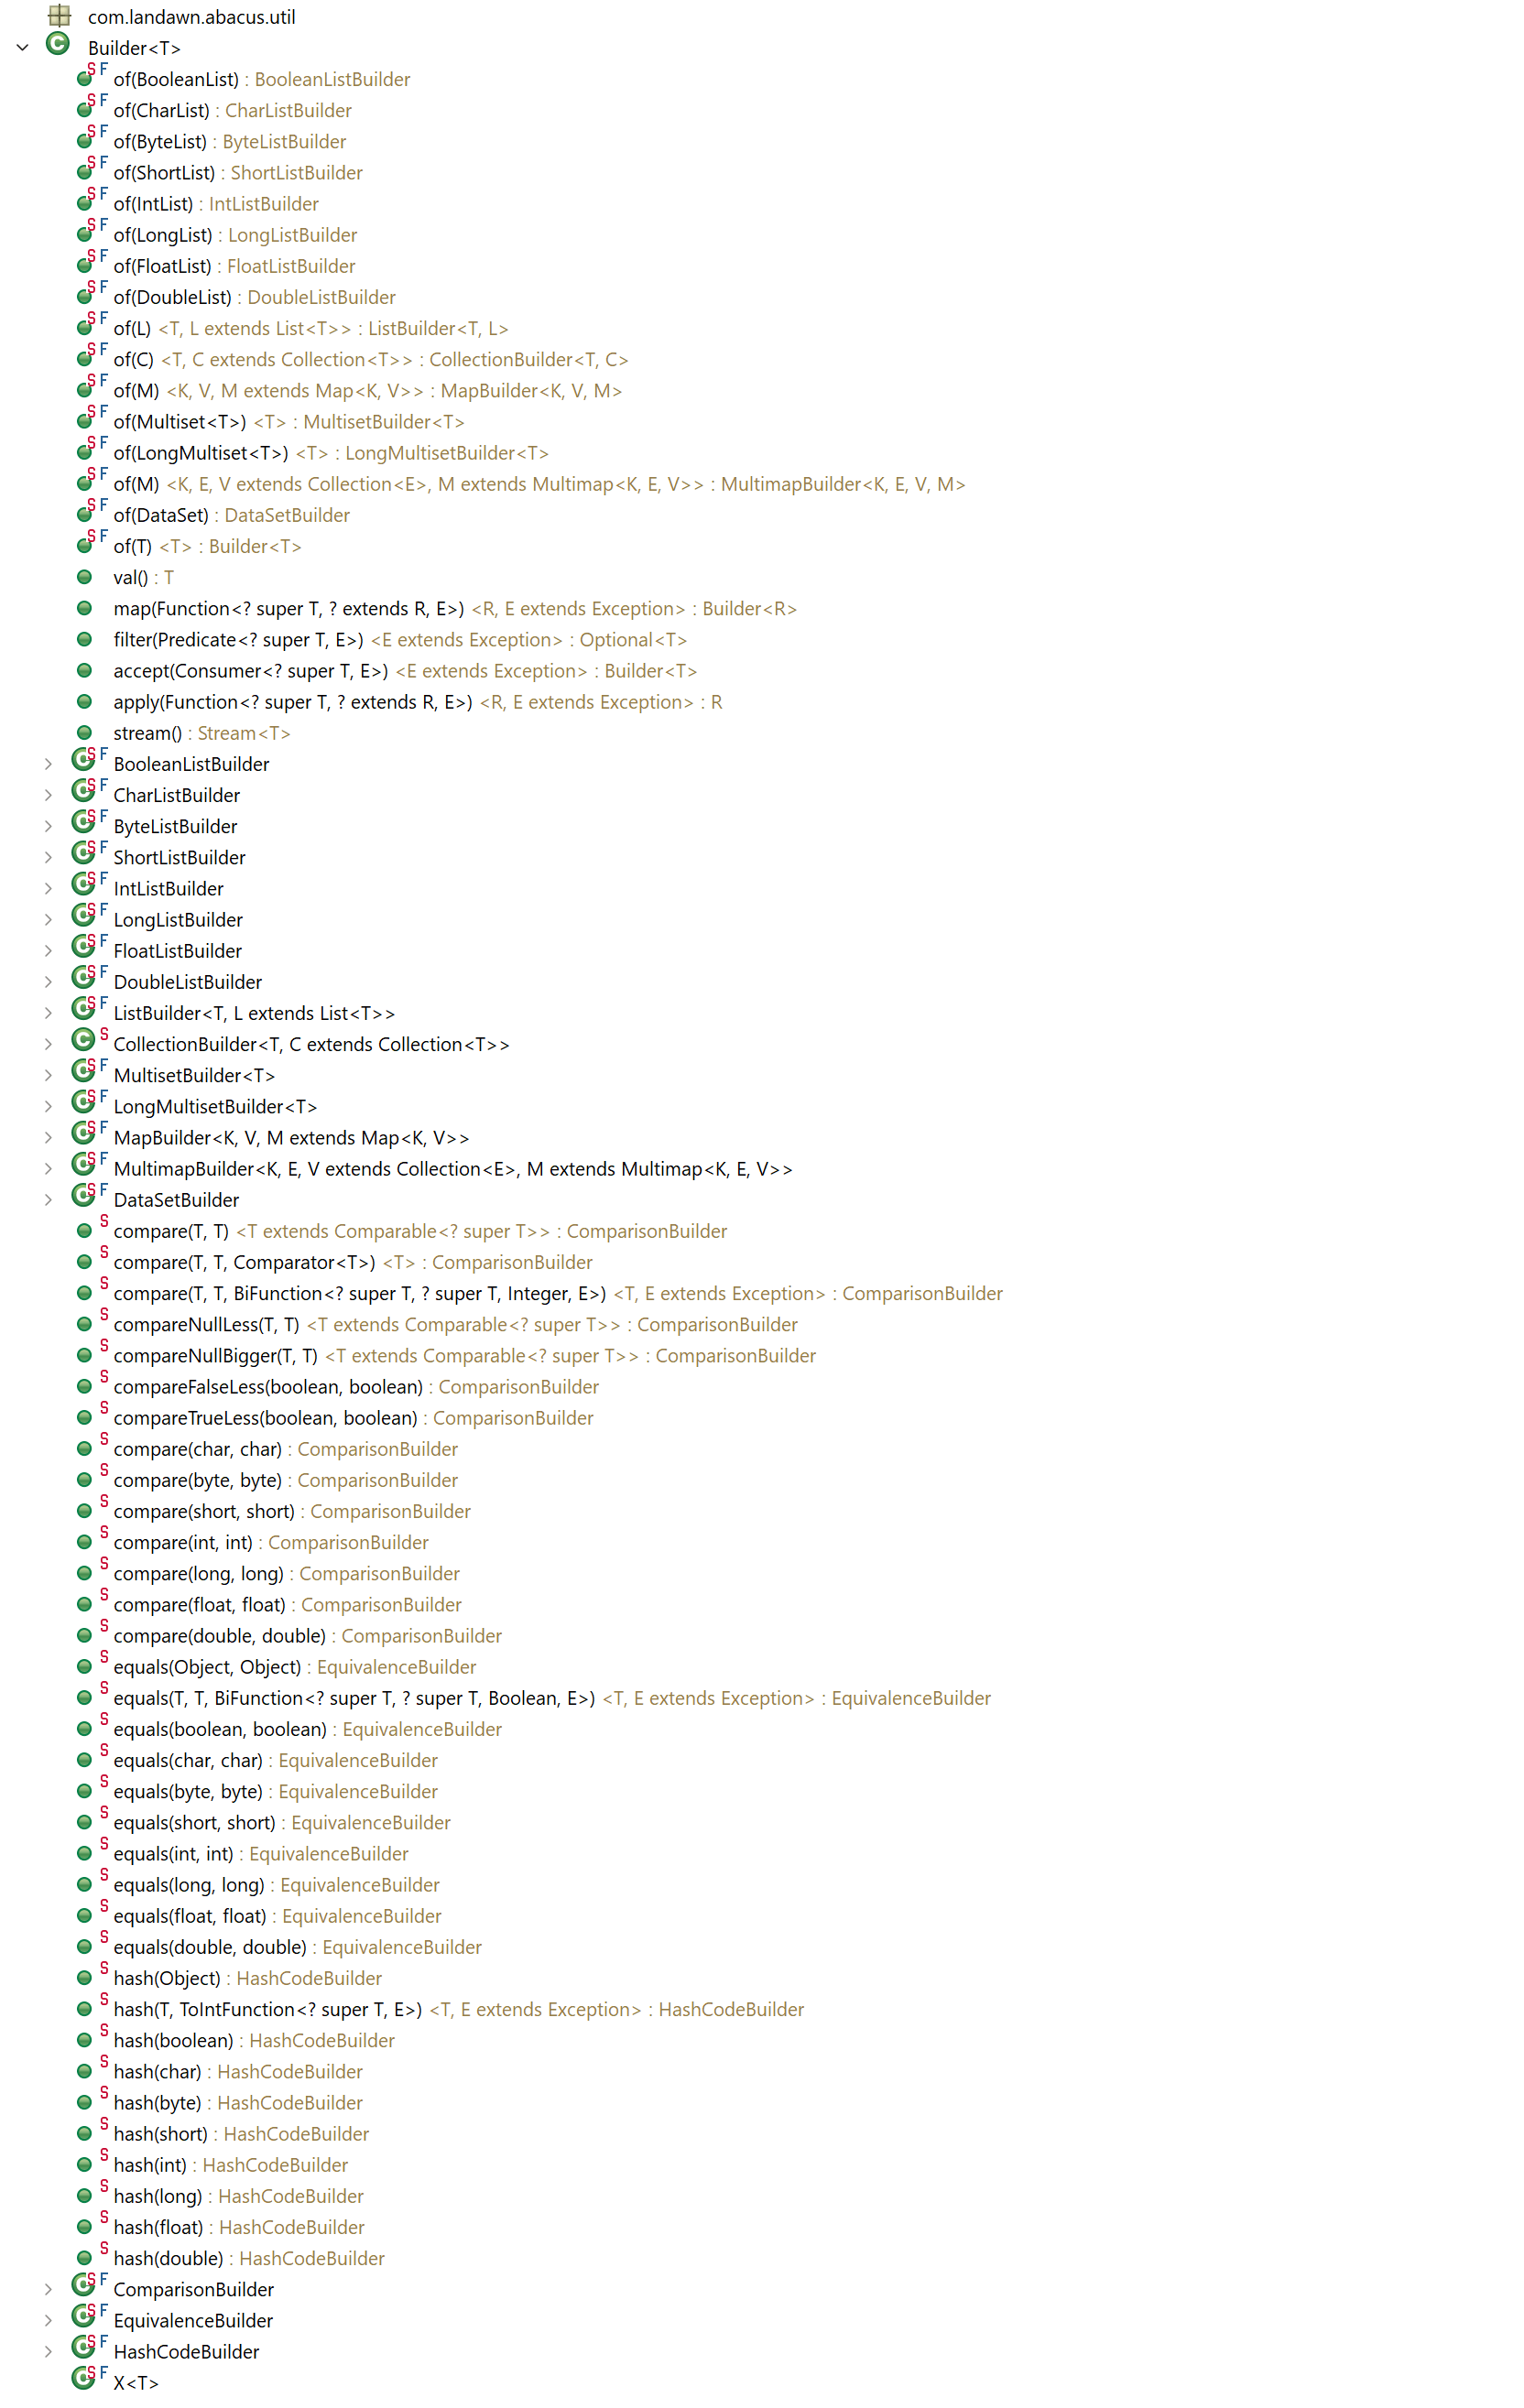 com.landawn.abacus.util
Builder<T>
of(BooleanList) : BooleanListBuilder
of(CharList) : CharListBuilder
of(ByteList) : ByteListBuilder
of(ShortList) : ShortListBuilder
of(IntList) : IntListBuilder
of(LongList) : LongListBuilder
of(FloatList) : FloatListBuilder
of(DoubleList) : DoubleListBuilder
of(L) <T, L extends List<T>> : ListBuilder<T, L>
of(C) <T, C extends Collection<T>> : CollectionBuilder<T, C>
of(M) <K, V, M extends Map<K, V>> : MapBuilder<K, V, M>
of(Multiset<T>) <T> : MultisetBuilder<T>
of(LongMultiset<T>) <T> : LongMultisetBuilder<T>
of(M) <K, E, V extends Collection<E>, M extends Multimap<K, E, V>> : MultimapBuilder<K, E, V, M>
of(DataSet) : DataSetBuilder
of(T) <T> : Builder<T>
val() : T
map(Function<? super T, ? extends R, E>) <R, E extends Exception> : Builder<R>
filter(Predicate<? super T, E>) <E extends Exception> : Optional<T>
accept(Consumer<? super T, E>) <E extends Exception> : Builder<T>
apply(Function<? super T, ? extends R, E>) <R, E extends Exception> : R
stream() : Stream<T>
BooleanListBuilder
CharListBuilder
ByteListBuilder
ShortListBuilder
IntListBuilder
LongListBuilder
FloatListBuilder
DoubleListBuilder
ListBuilder<T, L extends List<T>>
CollectionBuilder<T, C extends Collection<T>>
MultisetBuilder<T>
LongMultisetBuilder<T>
MapBuilder<K, V, M extends Map<K, V>>
MultimapBuilder<K, E, V extends Collection<E>, M extends Multimap<K, E, V>>
DataSetBuilder
compare(T, T) <T extends Comparable<? super T>> : ComparisonBuilder
compare(T, T, Comparator<T>) <T> : ComparisonBuilder
compare(T, T, BiFunction<? super T, ? super T, Integer, E>) <T, E extends Exception> : ComparisonBuilder
compareNullLess(T, T) <T extends Comparable<? super T>> : ComparisonBuilder
compareNullBigger(T, T) <T extends Comparable<? super T>> : ComparisonBuilder
compareFalseLess(boolean, boolean) : ComparisonBuilder
compareTrueLess(boolean, boolean) : ComparisonBuilder
compare(char, char) : ComparisonBuilder
compare(byte, byte) : ComparisonBuilder
compare(short, short) : ComparisonBuilder
compare(int, int) : ComparisonBuilder
compare(long, long) : ComparisonBuilder
compare(float, float) : ComparisonBuilder
compare(double, double) : ComparisonBuilder
equals(Object, Object) : EquivalenceBuilder
equals(T, T, BiFunction<? super T, ? super T, Boolean, E>) <T, E extends Exception> : EquivalenceBuilder
equals(boolean, boolean) : EquivalenceBuilder
equals(char, char) : EquivalenceBuilder
equals(byte, byte) : EquivalenceBuilder
equals(short, short) : EquivalenceBuilder
equals(int, int) : EquivalenceBuilder
equals(long, long) : EquivalenceBuilder
equals(float, float) : EquivalenceBuilder
equals(double, double) : EquivalenceBuilder
hash(Object) : HashCodeBuilder
hash(T, ToIntFunction<? super T, E>) <T, E extends Exception> : HashCodeBuilder
hash(boolean) : HashCodeBuilder
hash(char) : HashCodeBuilder
hash(byte) : HashCodeBuilder
hash(short) : HashCodeBuilder
hash(int) : HashCodeBuilder
hash(long) : HashCodeBuilder
hash(float) : HashCodeBuilder
hash(double) : HashCodeBuilder
ComparisonBuilder
EquivalenceBuilder
HashCodeBuilder
X<T>